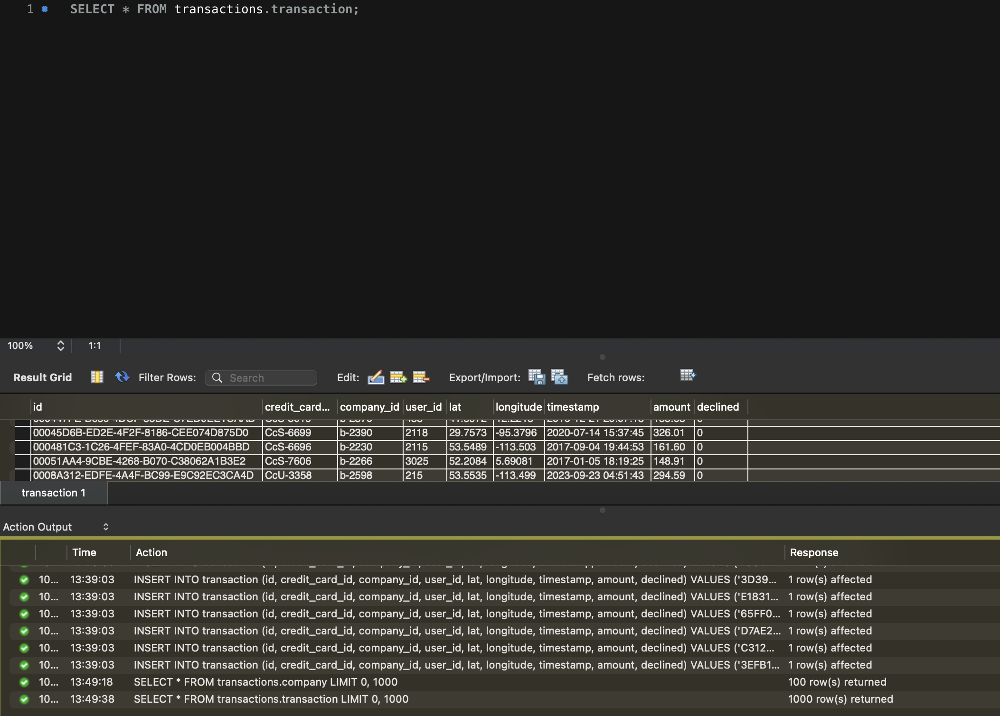 1 SELECT * FROM transactions.transaction;
100% 1:1
Result Grid Filter Rows: Search Edit: Export/Import: Fetch rows:
id credit_card... company_id user_id lat longitude timestamp amount declined
00045D6B-ED2E-4F2F-8186-CEE074D875D0 CcS-6699 b-2390 2118 29.7573 -95.3796 2020-07-14 15:37:45 326.01 0
000481C3-1C26-4FEF-83A0-4CD0EB004BBD CcS-6696 b-2230 2115 53.5489 -113.503 2017-09-04 19:44:53 161.60 0
00051AA4-9CBE-4268-B070-C38062A1B3E2 CcS-7606 b-2266 3025 52.2084 5.69081 2017-01-05 18:19:25 148.91 0
0008A312-EDFE-4A4F-BC99-E9C92EC3CA4D CcU-3358 b-2598 215 53.5535 -113.499 2023-09-23 04:51:43 294.59 0
transaction 1
Action Output
Time Action Response
10... 13:39:03 INSERT INTO transaction (id, credit_card_id, company_id, user_id, lat, longitude, timestamp, amount, declined) VALUES ('3D39... 1 row(s) affected
10... 13:39:03 INSERT INTO transaction (id, credit_card_id, company_id, user_id, lat, longitude, timestamp, amount, declined) VALUES ('E1831... 1 row(s) affected
10... 13:39:03 INSERT INTO transaction (id, credit_card_id, company_id, user_id, lat, longitude, timestamp, amount, declined) VALUES ('65FF0... 1 row(s) affected
10... 13:39:03 INSERT INTO transaction (id, credit_card_id, company_id, user_id, lat, longitude, timestamp, amount, declined) VALUES ('D7AE2... 1 row(s) affected
10... 13:39:03 INSERT INTO transaction (id, credit_card_id, company_id, user_id, lat, longitude, timestamp, amount, declined) VALUES ('C312... 1 row(s) affected
10... 13:39:03 INSERT INTO transaction (id, credit_card_id, company_id, user_id, lat, longitude, timestamp, amount, declined) VALUES ('3EFB1... 1 row(s) affected
10... 13:49:18 SELECT * FROM transactions.company LIMIT 0, 1000 100 row(s) returned
10... 13:49:38 SELECT * FROM transactions.transaction LIMIT 0, 1000 1000 row(s) returned